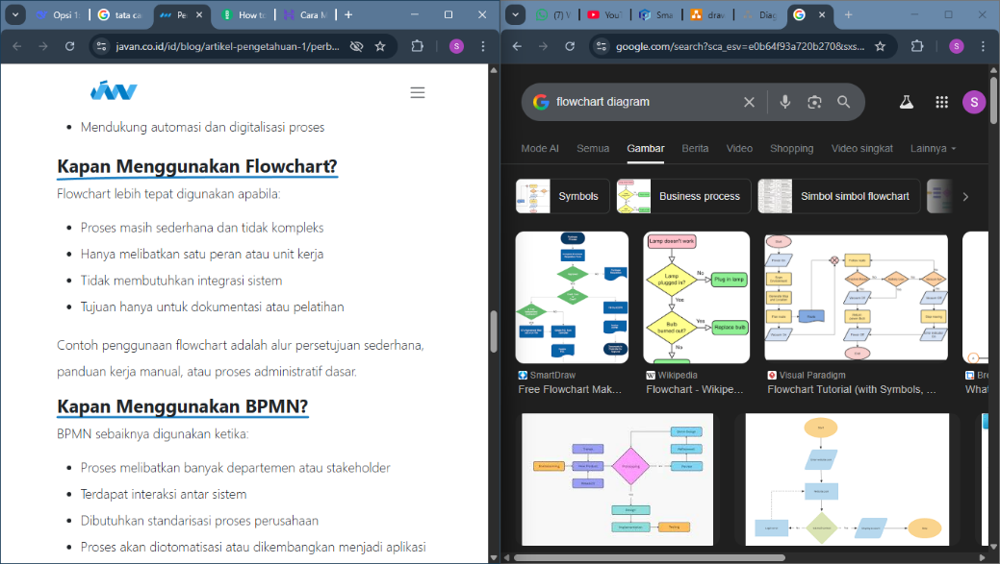 Opsi 1:
tata ca
Pe
How to
Cara M
javan.co.id/id/blog/artikel-pengetahuan-1/perb...
S
Mendukung automasi dan digitalisasi proses
Kapan Menggunakan Flowchart?
Flowchart lebih tepat digunakan apabila:
Proses masih sederhana dan tidak kompleks
Hanya melibatkan satu peran atau unit kerja
Tidak membutuhkan integrasi sistem
Tujuan hanya untuk dokumentasi atau pelatihan
Contoh penggunaan flowchart adalah alur persetujuan sederhana,
panduan kerja manual, atau proses administratif dasar.
Kapan Menggunakan BPMN?
BPMN sebaiknya digunakan ketika:
Proses melibatkan banyak departemen atau stakeholder
Terdapat interaksi antar sistem
Dibutuhkan standarisasi proses perusahaan
Proses akan diotomatisasi atau dikembangkan menjadi aplikasi
(7) W
YouT
Sma
draw
Diag
google.com/search?sca_esv=e0b64f93a720b270&sxs...
S
flowchart diagram
S
Mode AI
Semua
Gambar
Berita
Video
Shopping
Video singkat
Lainnya
Symbols
Business process
Simbol simbol flowchart
Lamp doesn't work
Lamp
plugged in?
No
Plug in lamp
Yes
Bulb
burned out?
Yes
Replace bulb
No
SmartDraw
Free Flowchart Mak...
Wikipedia
Flowchart - Wikipe...
Visual Paradigm
Flowchart Tutorial (with Symbols, ...
Bre
What